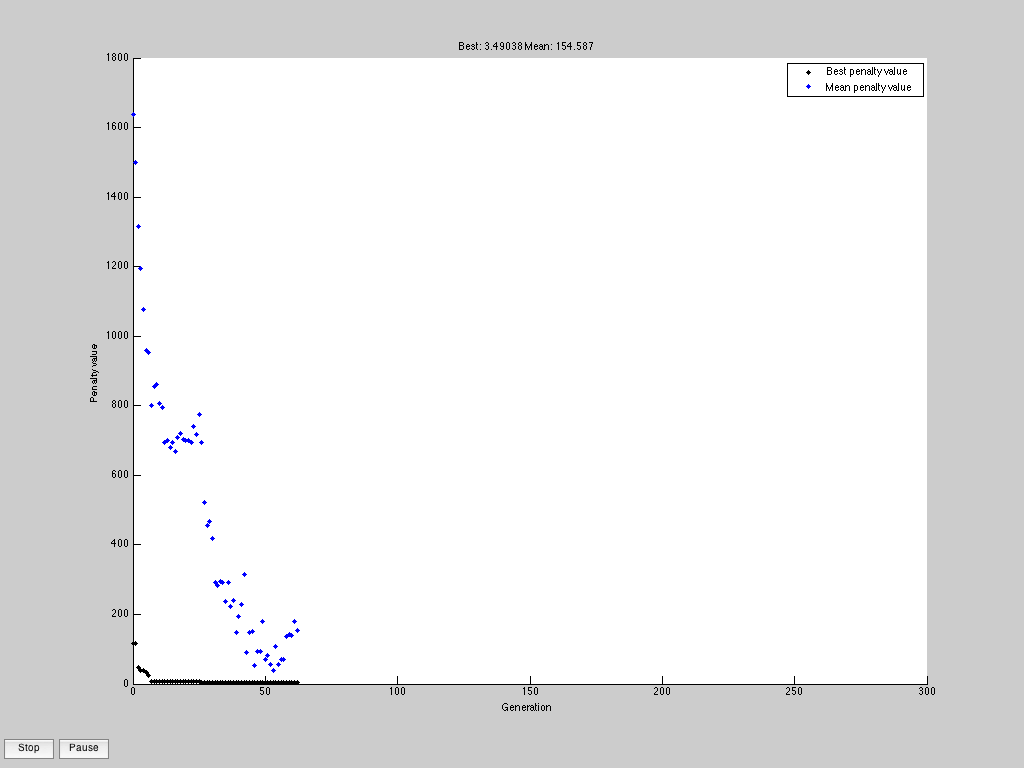 Best: 3.49038 Mean: 154.587
1800
Best penalty value
Mean penalty value
1600
1400
1200
1000
Penalty value
800
600
400
200
0
0 50 100 150 200 250 300
Generation
Stop Pause